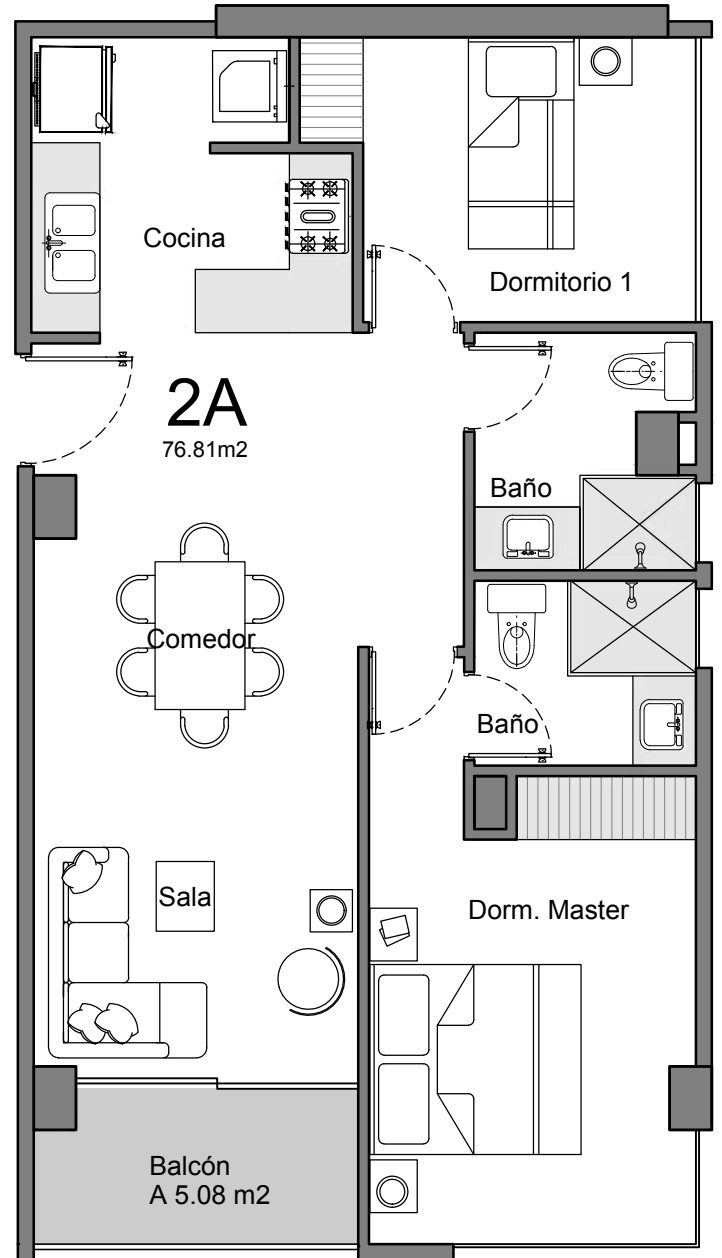 Cocina
Dormitorio 1
2A
76.81m2
Baño
Comedor
Baño
Sala
Dorm. Master
Balcón
A 5.08 m2